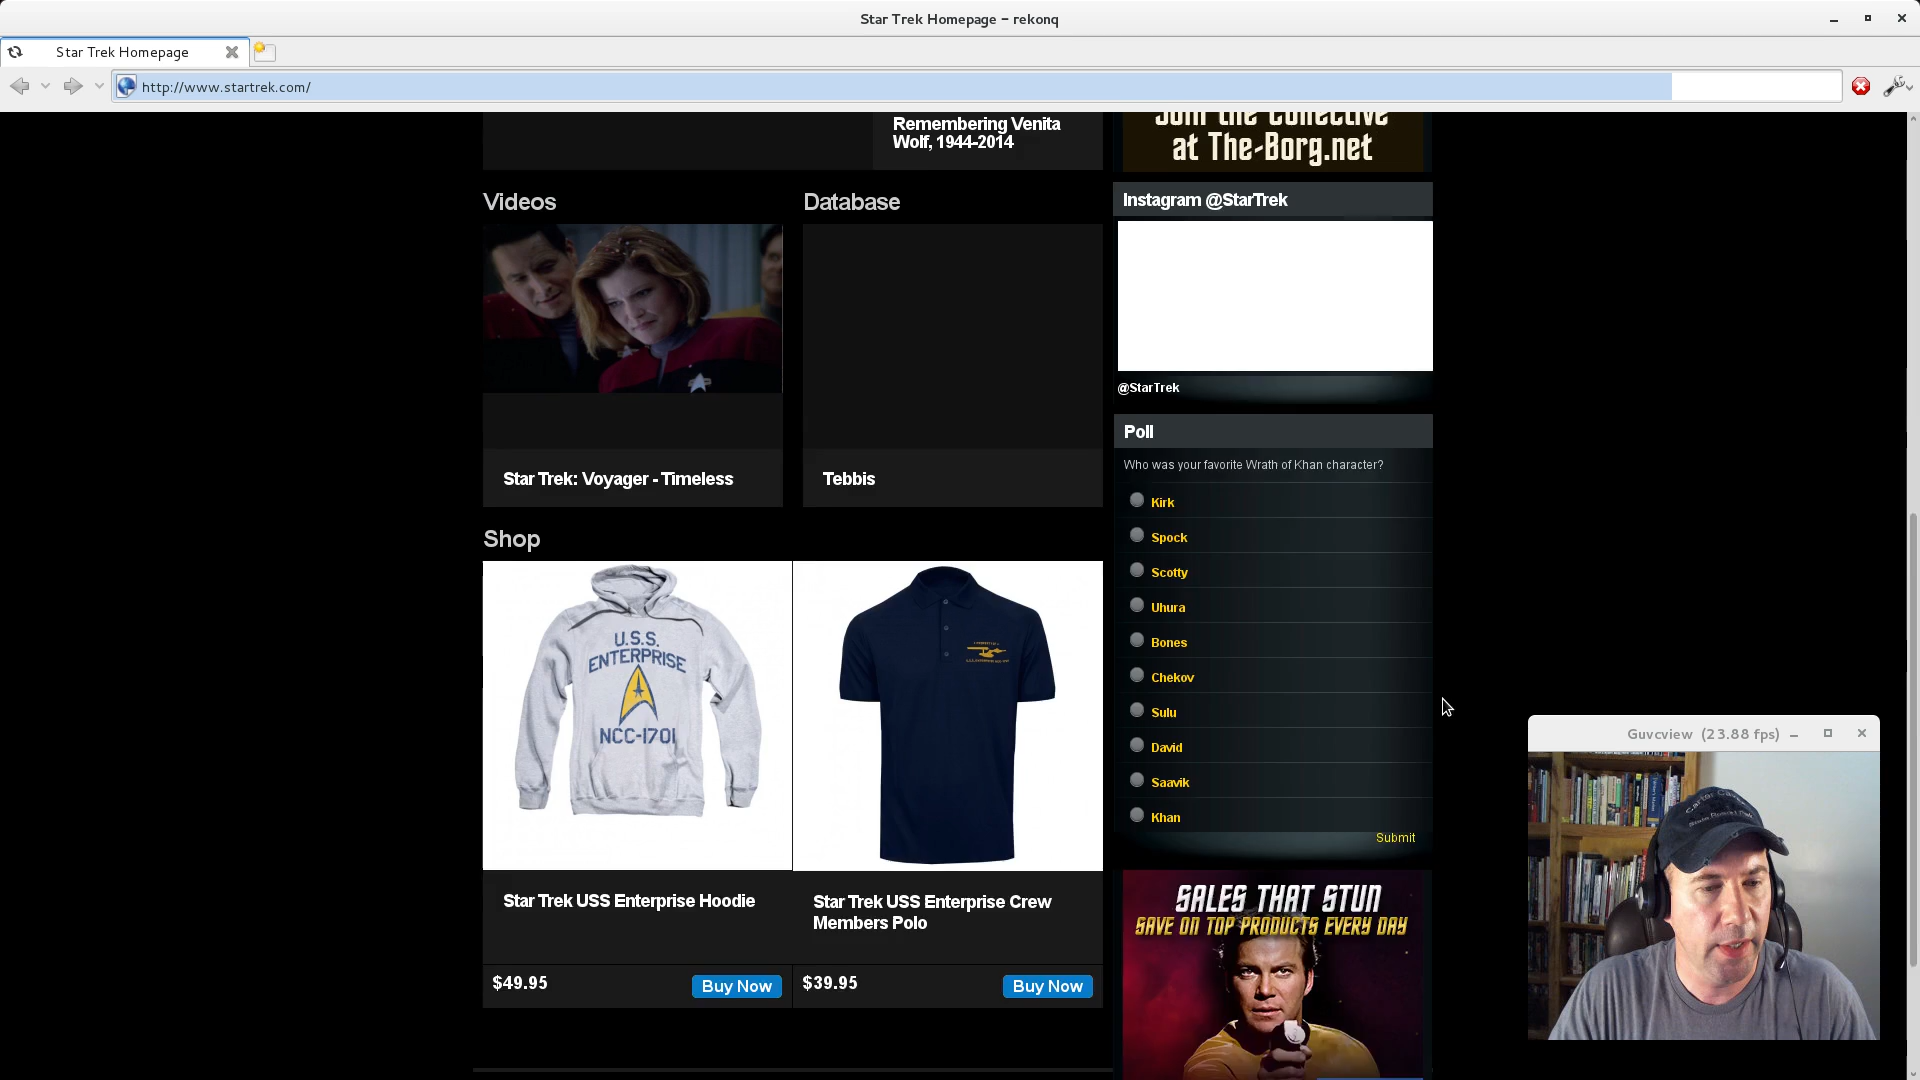 Star Trek Homepage – rekonq
Star Trek Homepage
http://www.startrek.com/
Remembering Venita
Wolf, 1944-2014
Join the Collective
at The-Borg.net
Videos
Database
Instagram @StarTrek
@StarTrek
Star Trek: Voyager - Timeless
Tebbis
Poll
Who was your favorite Wrath of Khan character?
Kirk
Spock
Scotty
Uhura
Bones
Chekov
Sulu
David
Saavik
Khan
Submit
Shop
U.S.S.
ENTERPRISE
NCC-1701
Star Trek USS Enterprise Hoodie
Star Trek USS Enterprise Crew
Members Polo
$49.95
Buy Now
$39.95
Buy Now
SALES THAT STUN
SAVE ON TOP PRODUCTS EVERY DAY
Guvcview (23.88 fps)